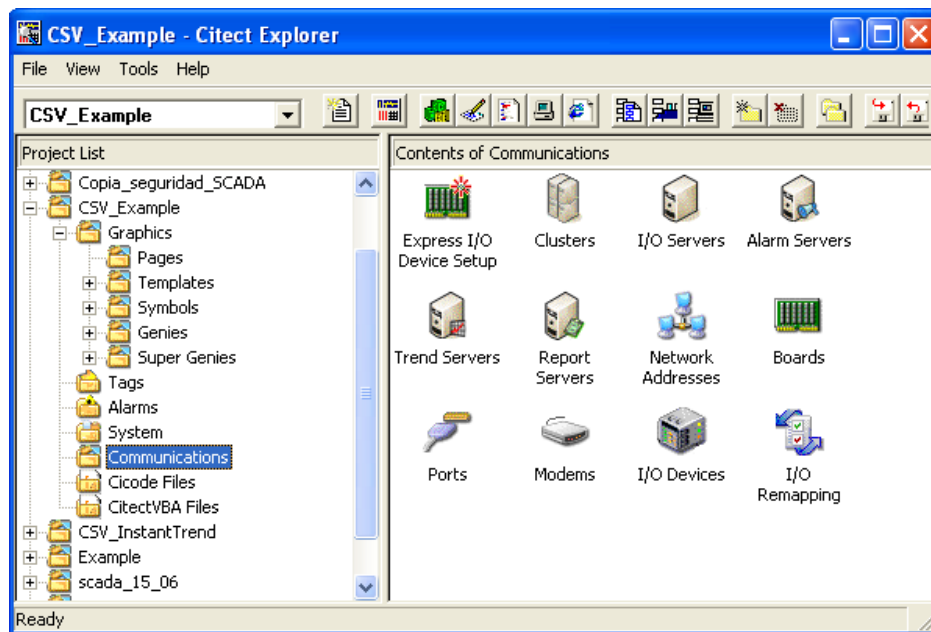 CSV_Example - Citect Explorer
File View Tools Help
CSV_Example
Project List
Contents of Communications
Copia_seguridad_SCADA
CSV_Example
Graphics
Pages
Templates
Symbols
Genies
Super Genies
Tags
Alarms
System
Communications
Cicode Files
CitectVBA Files
CSV_InstantTrend
Example
scada_15_06
Express I/O
Device Setup
Clusters
I/O Servers
Alarm Servers
Trend Servers
Report
Servers
Network
Addresses
Boards
Ports
Modems
I/O Devices
I/O
Remapping
Ready